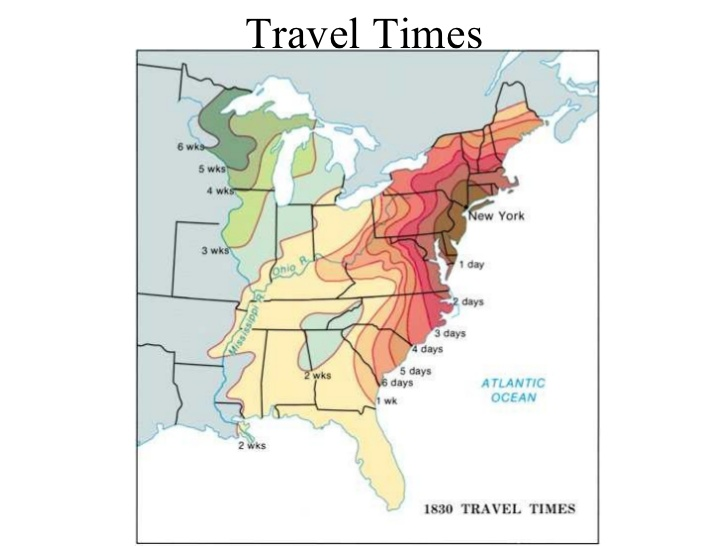 Travel Times
6 wks
5 wks
4 wks
3 wks
New York
Ohio R.
1 day
Mississippi R.
2 days
3 days
4 days
5 days
2 wks
6 days
1 wk
ATLANTIC
OCEAN
2 wks
1830 TRAVEL TIMES